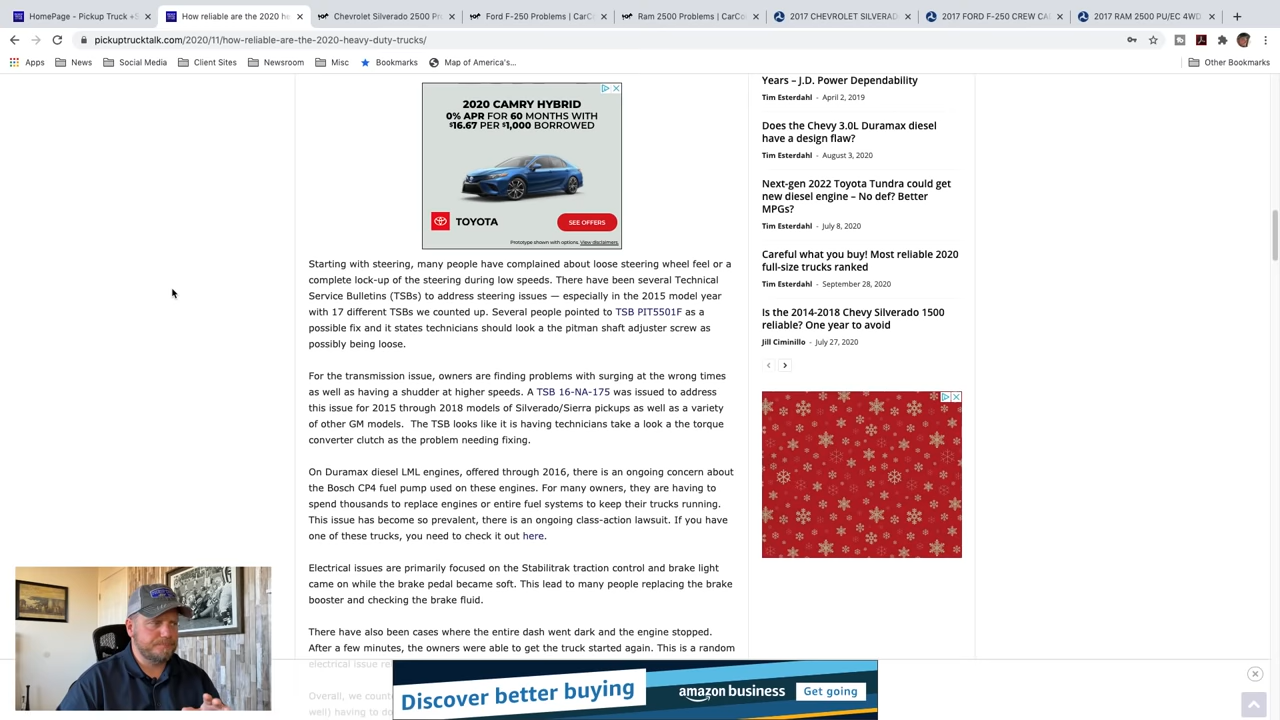 HomePage - Pickup Truck +S
How reliable are the 2020 he
Chevrolet Silverado 2500 Pr
Ford F-250 Problems | CarCo
Ram 2500 Problems | CarCo
2017 CHEVROLET SILVERAD
2017 FORD F-250 CREW CA
2017 RAM 2500 PU/EC 4WD
pickuptrucktalk.com/2020/11/how-reliable-are-the-2020-heavy-duty-trucks/
Apps
News
Social Media
Client Sites
Newsroom
Misc
Bookmarks
Map of America's...
Other Bookmarks
2020 CAMRY HYBRID
0% APR FOR 60 MONTHS WITH
$16.67 PER $1,000 BORROWED
TOYOTA
SEE OFFERS
Prototype shown with options. View disclaimers.
Starting with steering, many people have complained about loose steering wheel feel or a
complete lock-up of the steering during low speeds. There have been several Technical
Service Bulletins (TSBs) to address steering issues — especially in the 2015 model year
with 17 different TSBs we counted up. Several people pointed to TSB PIT5501F as a
possible fix and it states technicians should look a the pitman shaft adjuster screw as
possibly being loose.
For the transmission issue, owners are finding problems with surging at the wrong times
as well as having a shudder at higher speeds. A TSB 16-NA-175 was issued to address
this issue for 2015 through 2018 models of Silverado/Sierra pickups as well as a variety
of other GM models.  The TSB looks like it is having technicians take a look a the torque
converter clutch as the problem needing fixing.
On Duramax diesel LML engines, offered through 2016, there is an ongoing concern about
the Bosch CP4 fuel pump used on these engines. For many owners, they are having to
spend thousands to replace engines or entire fuel systems to keep their trucks running.
This issue has become so prevalent, there is an ongoing class-action lawsuit. If you have
one of these trucks, you need to check it out here.
Electrical issues are primarily focused on the Stabilitrak traction control and brake light
came on while the brake pedal became soft. This lead to many people replacing the brake
booster and checking the brake fluid.
There have also been cases where the entire dash went dark and the engine stopped.
After a few minutes, the owners were able to get the truck started again. This is a random
electrical issue re
Overall, we count
well) having to do
Years – J.D. Power Dependability
Tim Esterdahl - April 2, 2019
Does the Chevy 3.0L Duramax diesel
have a design flaw?
Tim Esterdahl - August 3, 2020
Next-gen 2022 Toyota Tundra could get
new diesel engine – No def? Better
MPGs?
Tim Esterdahl - July 8, 2020
Careful what you buy! Most reliable 2020
full-size trucks ranked
Tim Esterdahl - September 28, 2020
Is the 2014-2018 Chevy Silverado 1500
reliable? One year to avoid
Jill Ciminillo - July 27, 2020
Discover better buying
amazon business
Get going